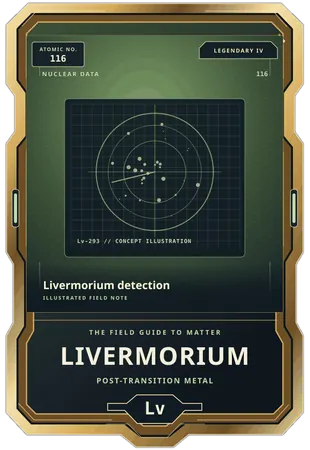 ATOMIC NO.
116
LEGENDARY IV
NUCLEAR DATA
116
Lv-293 // CONCEPT ILLUSTRATION
Livermorium detection
ILLUSTRATED FIELD NOTE
THE FIELD GUIDE TO MATTER
LIVERMORIUM
POST-TRANSITION METAL
Lv